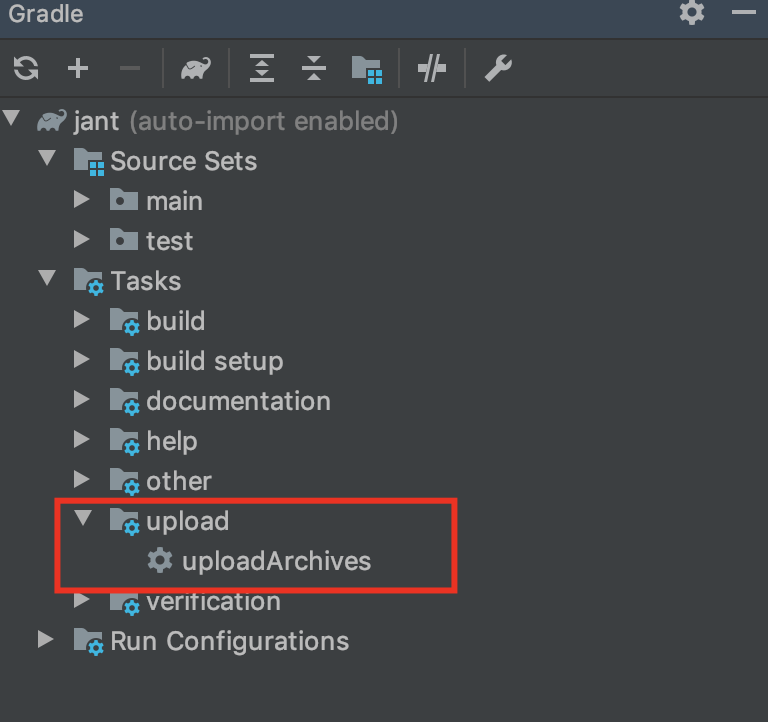 Gradle
jant (auto-import enabled)
Source Sets
main
test
Tasks
build
build setup
documentation
help
other
upload
uploadArchives
verification
Run Configurations